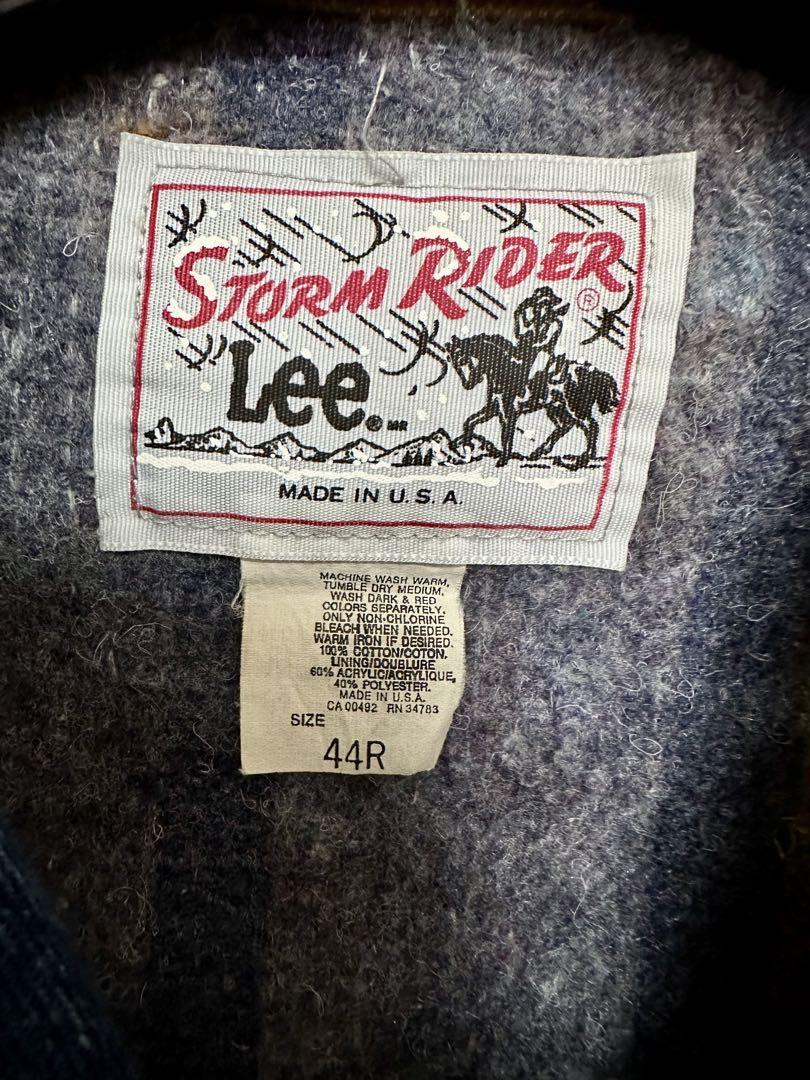 STORM RIDER ®
Lee® MR
MADE IN U.S.A.
MACHINE WASH WARM,
TUMBLE DRY MEDIUM,
WASH DARK & RED
COLORS SEPARATELY,
ONLY NON-CHLORINE
BLEACH WHEN NEEDED.
WARM IRON IF DESIRED.
100% COTTON/COTON,
LINING/DOUBLURE
60% ACRYLIC/ACRYLIQUE,
40% POLYESTER.
MADE IN U.S.A.
CA 00492 RN 34783
SIZE
44R